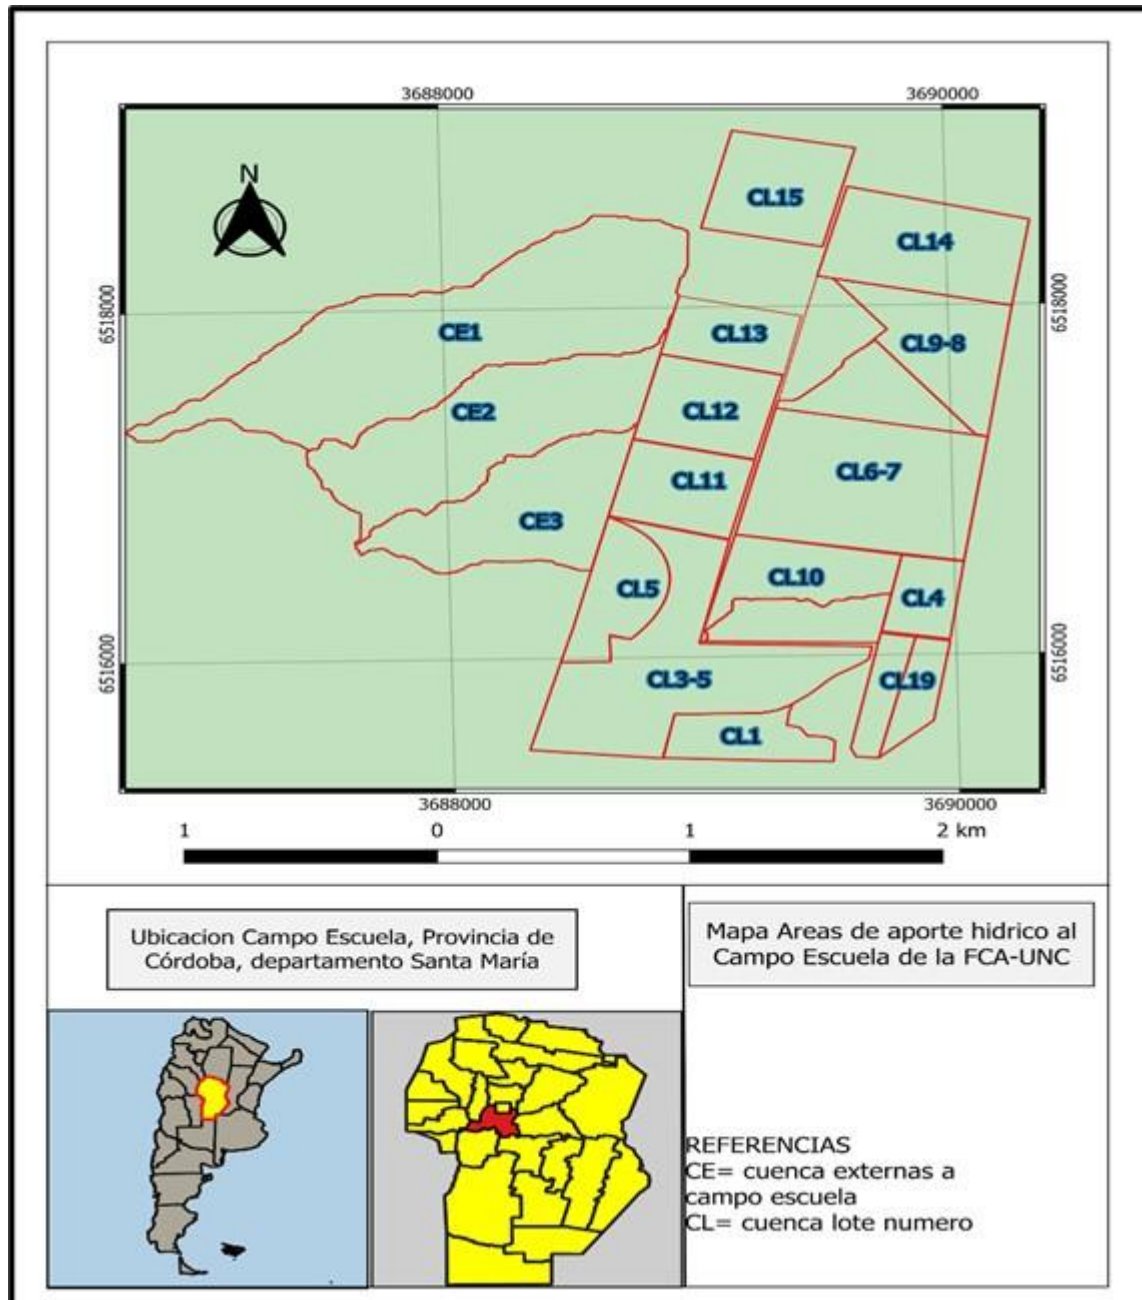 3688000 3690000
N
CL15
CL14
6518000 6518000
CE1
CL13
CL9-8
CE2
CL12
CL6-7
CL11
CE3
CL10
CL5
CL4
6516000 6516000
CL3-5
CL19
CL1
3688000 3690000
1 0 1 2 km
Ubicacion Campo Escuela, Provincia de
Córdoba, departamento Santa María
Mapa Areas de aporte hidrico al
Campo Escuela de la FCA-UNC
REFERENCIAS
CE= cuenca externas a
campo escuela
CL= cuenca lote numero